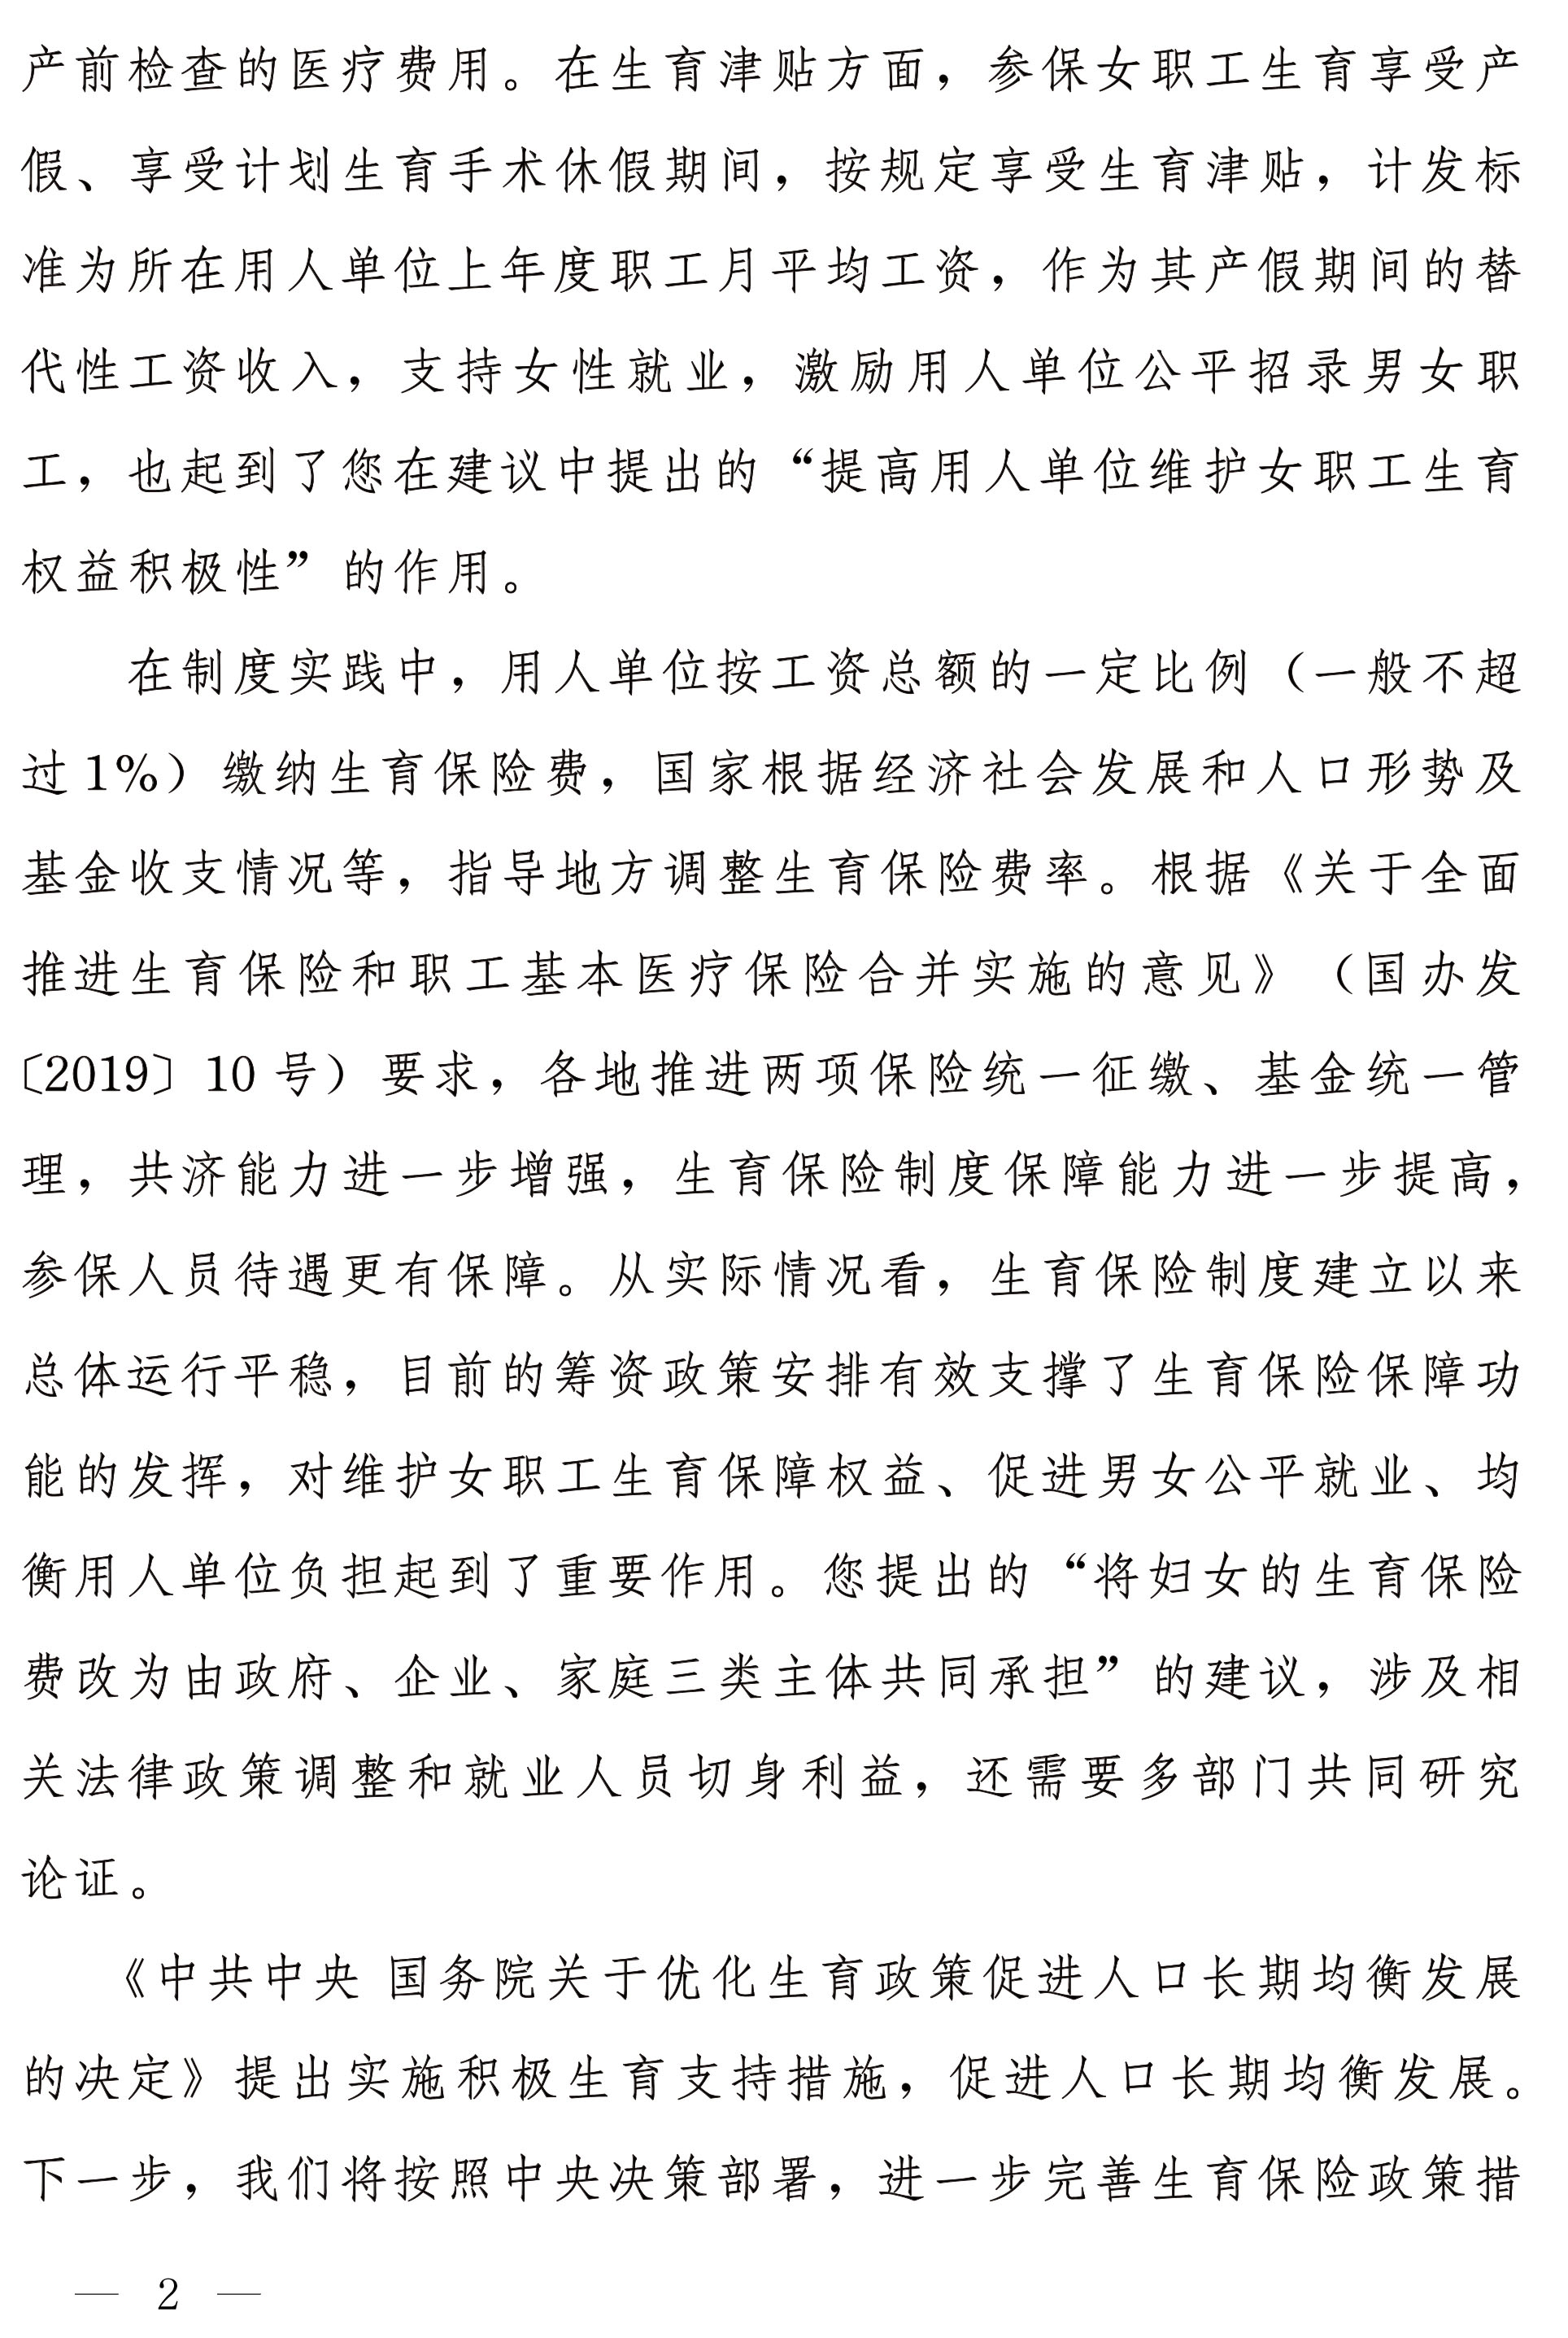 产前检查的医疗费用。在生育津贴方面，参保女职工生育享受产
假、享受计划生育手术休假期间，按规定享受生育津贴，计发标
准为所在用人单位上年度职工月平均工资，作为其产假期间的替
代性工资收入，支持女性就业，激励用人单位公平招录男女职
工，也起到了您在建议中提出的“提高用人单位维护女职工生育
权益积极性”的作用。
在制度实践中，用人单位按工资总额的一定比例（一般不超
过1%）缴纳生育保险费，国家根据经济社会发展和人口形势及
基金收支情况等，指导地方调整生育保险费率。根据《关于全面
推进生育保险和职工基本医疗保险合并实施的意见》（国办发
〔2019〕10号）要求，各地推进两项保险统一征缴、基金统一管
理，共济能力进一步增强，生育保险制度保障能力进一步提高，
参保人员待遇更有保障。从实际情况看，生育保险制度建立以来
总体运行平稳，目前的筹资政策安排有效支撑了生育保险保障功
能的发挥，对维护女职工生育保障权益、促进男女公平就业、均
衡用人单位负担起到了重要作用。您提出的“将妇女的生育保险
费改为由政府、企业、家庭三类主体共同承担”的建议，涉及相
关法律政策调整和就业人员切身利益，还需要多部门共同研究
论证。
《中共中央 国务院关于优化生育政策促进人口长期均衡发展
的决定》提出实施积极生育支持措施，促进人口长期均衡发展。
下一步，我们将按照中央决策部署，进一步完善生育保险政策措
— 2 —